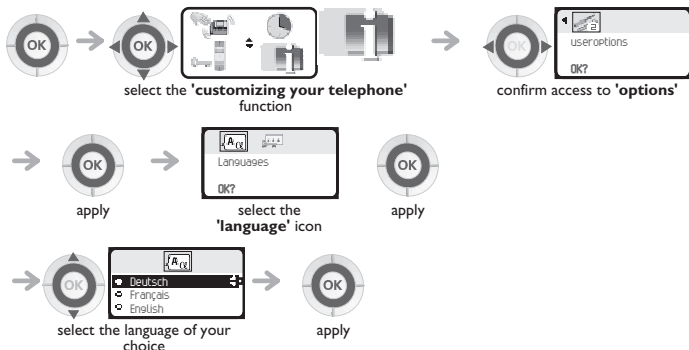 OK
OK
select the 'customizing your telephone'
function
OK
useroptions
OK?
confirm access to 'options'
OK
apply
Languages
OK?
select the
'language' icon
OK
apply
OK
Deutsch
Français
English
select the language of your
choice
OK
apply